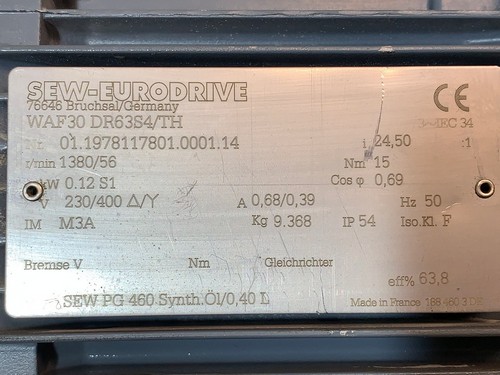 SEW-EURODRIVE
76646 Bruchsal/Germany
CE
WAF30 DR63S4/TH
IEC 34
01.1978117801.0001.14
i 24,50 :1
r/min 1380/56
Nm 15
kW 0.12 S1
Cos φ 0,69
V 230/400 Δ/Y
A 0,68/0,39
Hz 50
IM M3A
Kg 9.368
IP 54
Iso.Kl. F
Bremse V
Nm
Gleichrichter
eff% 63,8
SEW PG 460 Synth.Öl/0,40 L
Made in France